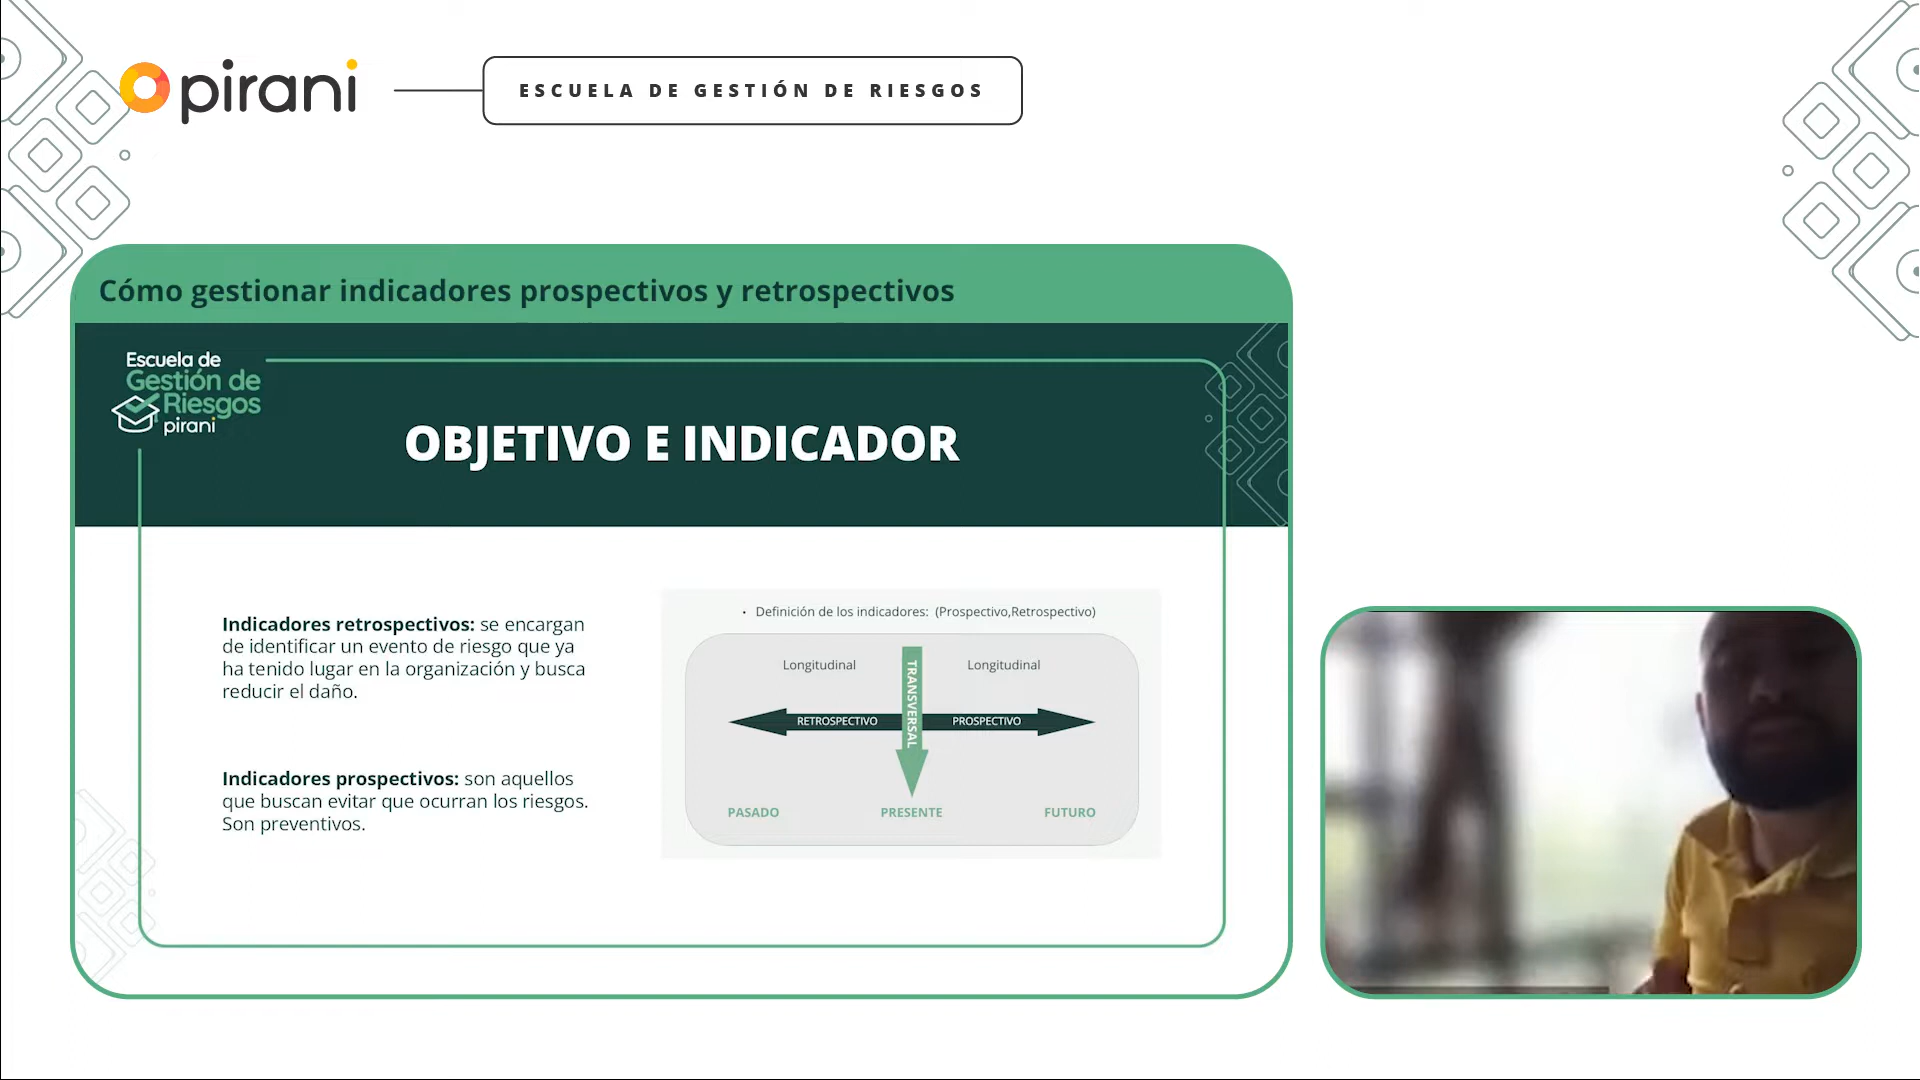 pirani
ESCUELA DE GESTIÓN DE RIESGOS
Cómo gestionar indicadores prospectivos y retrospectivos
Escuela de
Gestión de
Riesgos
pirani
OBJETIVO E INDICADOR
Indicadores retrospectivos: se encargan
de identificar un evento de riesgo que ya
ha tenido lugar en la organización y busca
reducir el daño.
Indicadores prospectivos: son aquellos
que buscan evitar que ocurran los riesgos.
Son preventivos.
• Definición de los indicadores: (Prospectivo,Retrospectivo)
Longitudinal
Longitudinal
TRANSVERSAL
RETROSPECTIVO
PROSPECTIVO
PASADO
PRESENTE
FUTURO